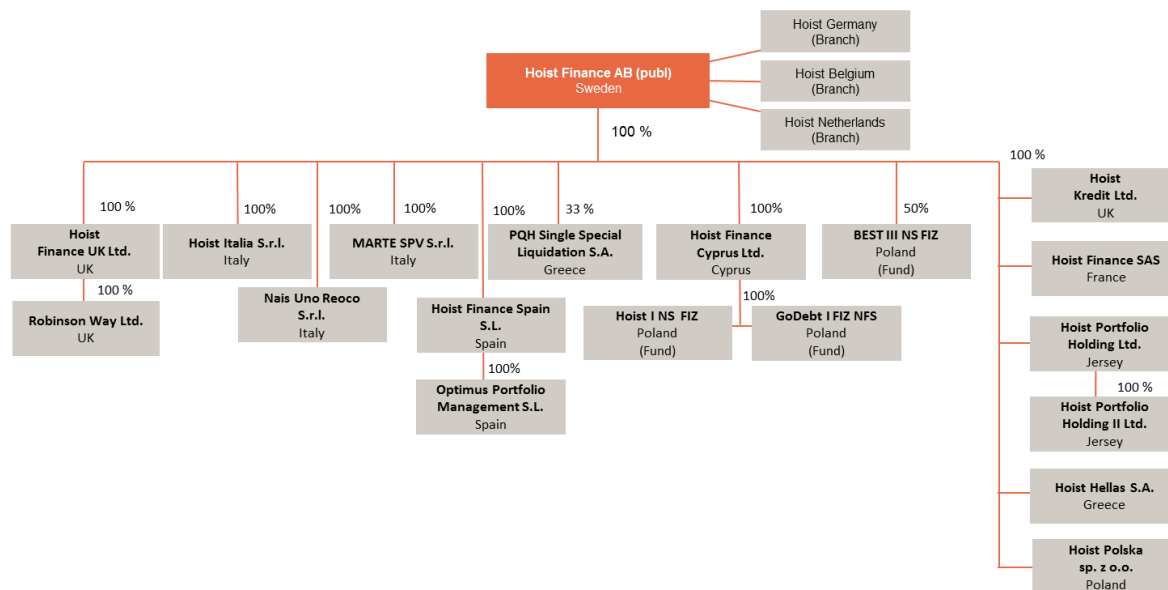 Hoist Germany
(Branch)
Hoist Finance AB (publ)
Sweden
Hoist Belgium
(Branch)
Hoist Netherlands
(Branch)
100 %
100 %
100 %
Hoist
Finance UK Ltd.
UK
100 %
Robinson Way Ltd.
UK
100%
Hoist Italia S.r.l.
Italy
100%
Nais Uno Reoco
S.r.l.
Italy
100%
MARTE SPV S.r.l.
Italy
100%
Hoist Finance Spain
S.L.
Spain
100%
Optimus Portfolio
Management S.L.
Spain
33 %
PQH Single Special
Liquidation S.A.
Greece
100%
Hoist Finance
Cyprus Ltd.
Cyprus
100%
Hoist I NS FIZ
Poland
(Fund)
GoDebt I FIZ NFS
Poland
(Fund)
50%
BEST III NS FIZ
Poland
(Fund)
Hoist
Kredit Ltd.
UK
Hoist Finance SAS
France
Hoist Portfolio
Holding Ltd.
Jersey
100 %
Hoist Portfolio
Holding II Ltd.
Jersey
Hoist Hellas S.A.
Greece
Hoist Polska
sp. z o.o.
Poland